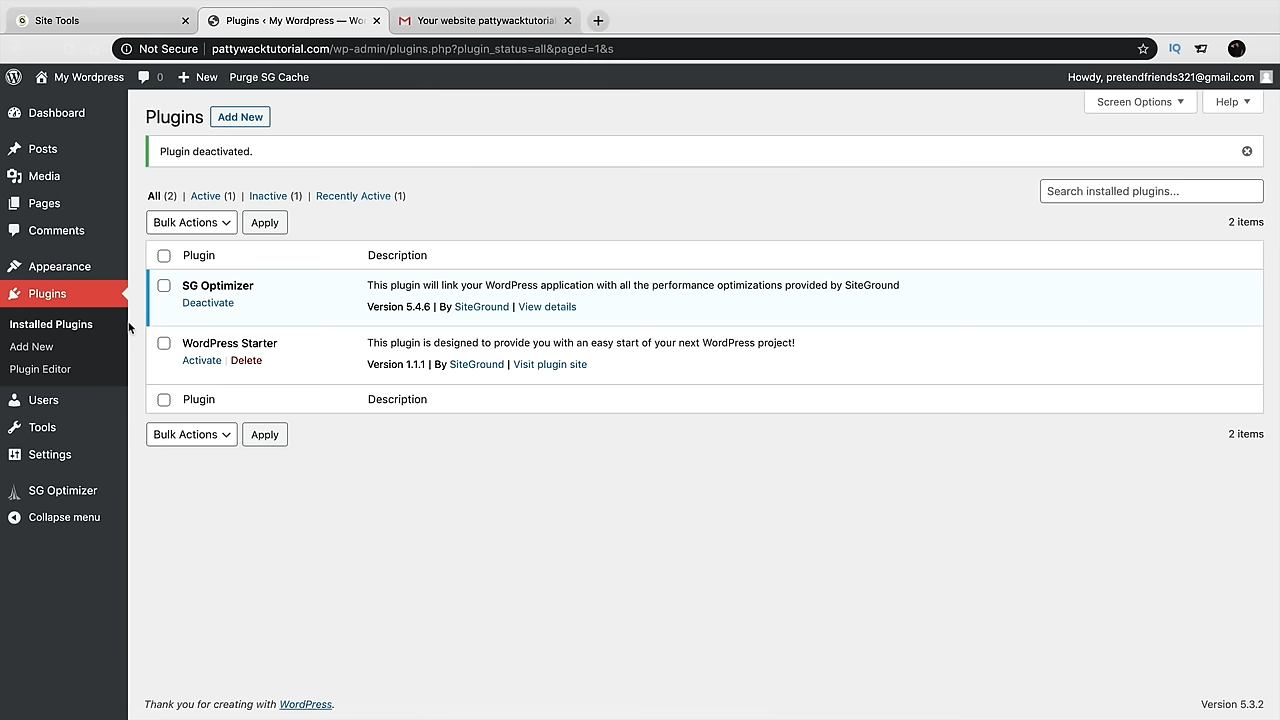 Site Tools
Plugins ‹ My Wordpress — Wor
Your website pattywacktutorial
Not Secure pattywacktutorial.com/wp-admin/plugins.php?plugin_status=all&paged=1&s
IQ
My Wordpress 0 New Purge SG Cache
Howdy, pretendfriends321@gmail.com
Dashboard
Posts
Media
Pages
Comments
Appearance
Plugins
Installed Plugins
Add New
Plugin Editor
Users
Tools
Settings
SG Optimizer
Collapse menu
Screen Options Help
Plugins Add New
Plugin deactivated.
All (2) | Active (1) | Inactive (1) | Recently Active (1)
Search installed plugins...
Bulk Actions Apply
2 items
Plugin Description
SG Optimizer This plugin will link your WordPress application with all the performance optimizations provided by SiteGround
Deactivate Version 5.4.6 | By SiteGround | View details
WordPress Starter This plugin is designed to provide you with an easy start of your next WordPress project!
Activate | Delete Version 1.1.1 | By SiteGround | Visit plugin site
Plugin Description
Bulk Actions Apply
2 items
Thank you for creating with WordPress.
Version 5.3.2